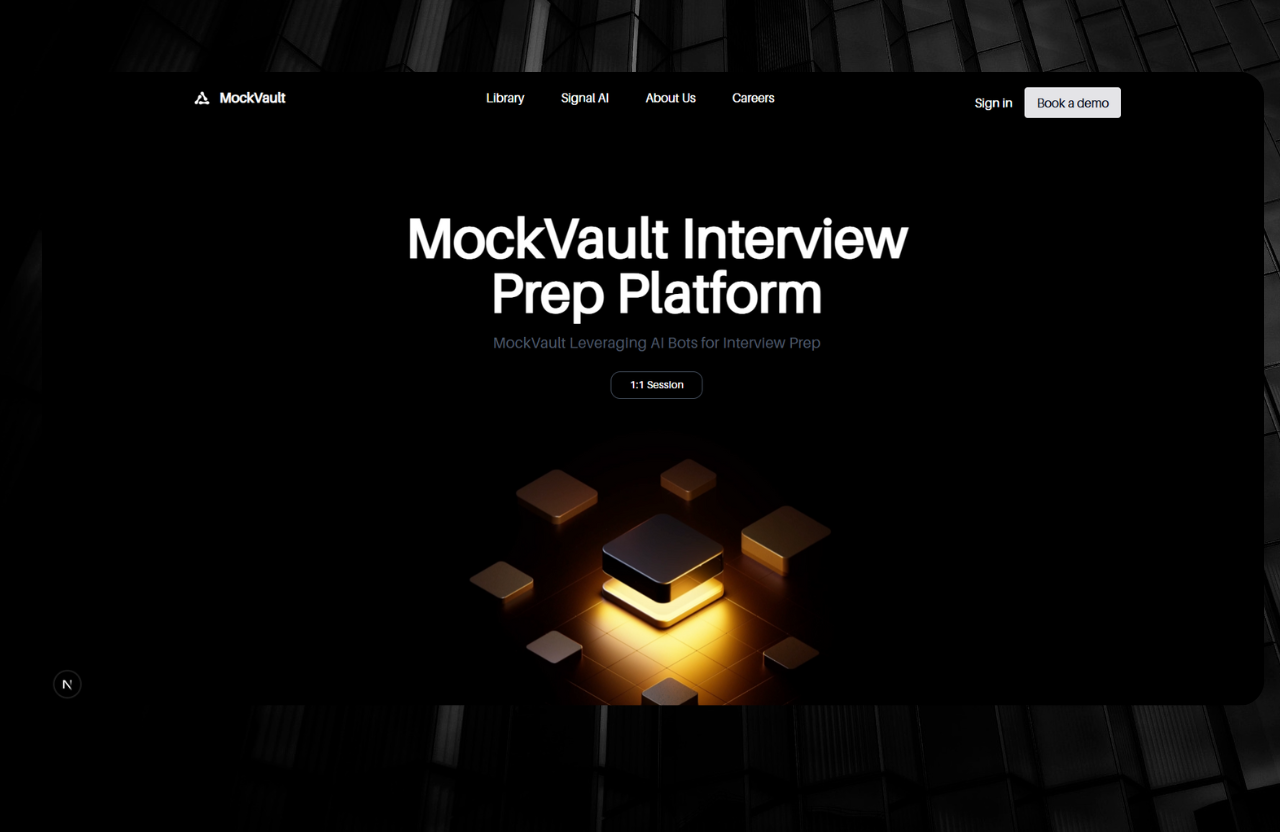 MockVault
Library
Signal AI
About Us
Careers
Sign in
Book a demo
MockVault Interview
Prep Platform
MockVault Leveraging AI Bots for Interview Prep
1:1 Session
N